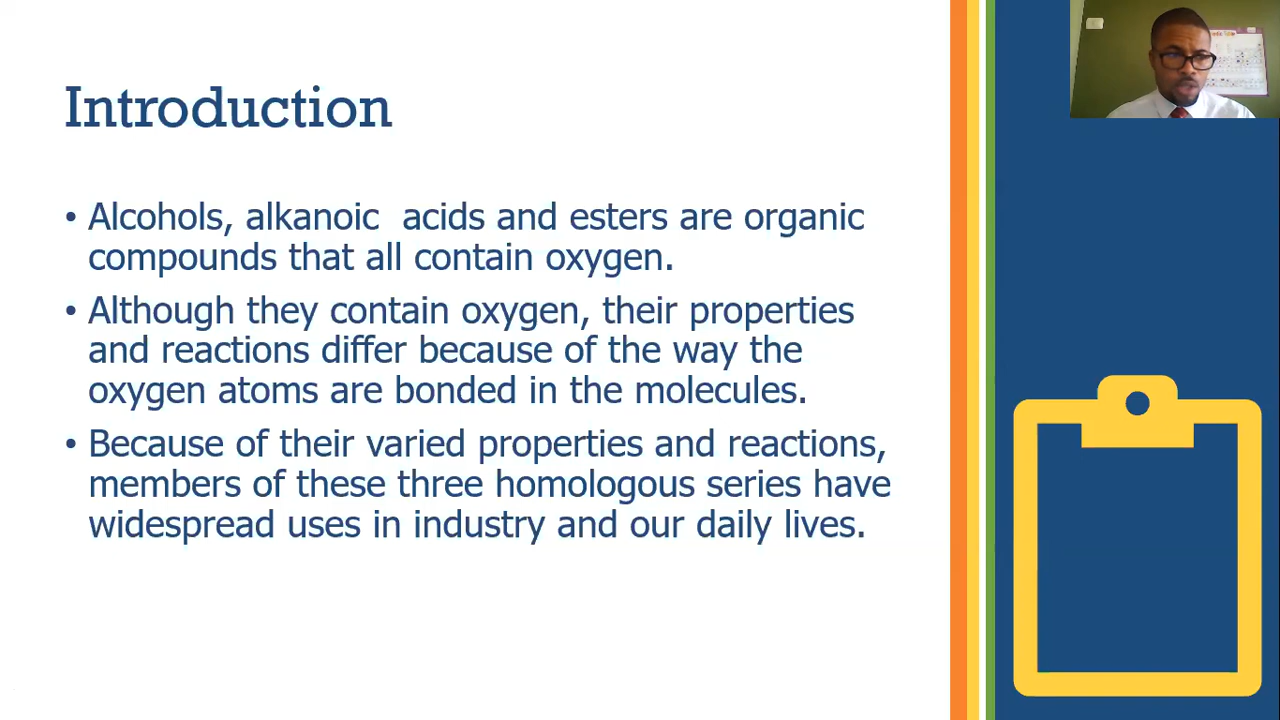 Introduction
• Alcohols, alkanoic  acids and esters are organic
compounds that all contain oxygen.
• Although they contain oxygen, their properties
and reactions differ because of the way the
oxygen atoms are bonded in the molecules.
• Because of their varied properties and reactions,
members of these three homologous series have
widespread uses in industry and our daily lives.